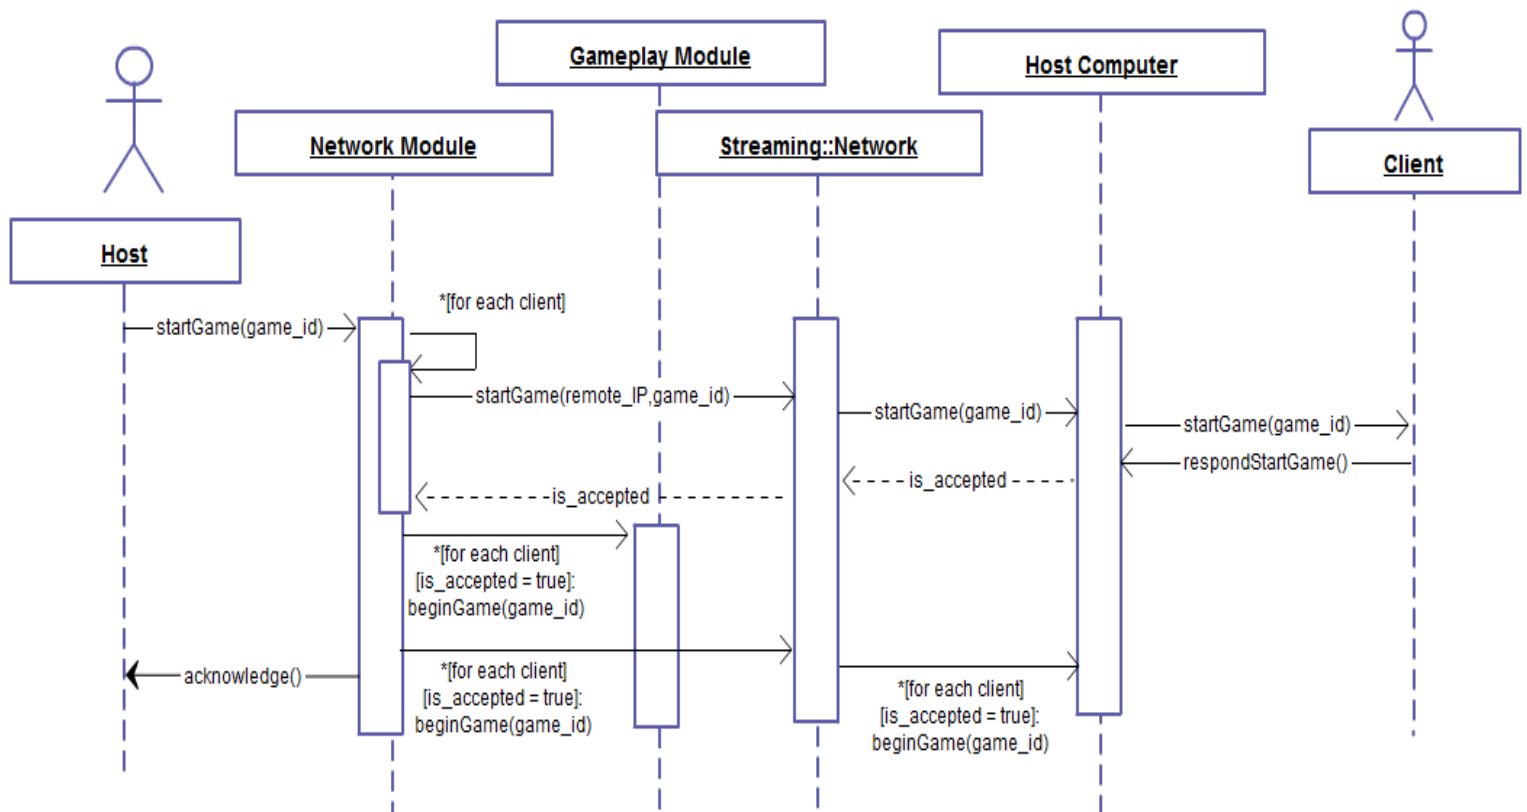 Gameplay Module
Host Computer
Network Module
Streaming::Network
Client
Host
*[for each client]
startGame(game_id)
startGame(remote_IP,game_id)
startGame(game_id)
startGame(game_id)
respondStartGame()
is_accepted
is_accepted
*[for each client]
[is_accepted = true]:
beginGame(game_id)
acknowledge()
*[for each client]
[is_accepted = true]:
beginGame(game_id)
*[for each client]
[is_accepted = true]:
beginGame(game_id)